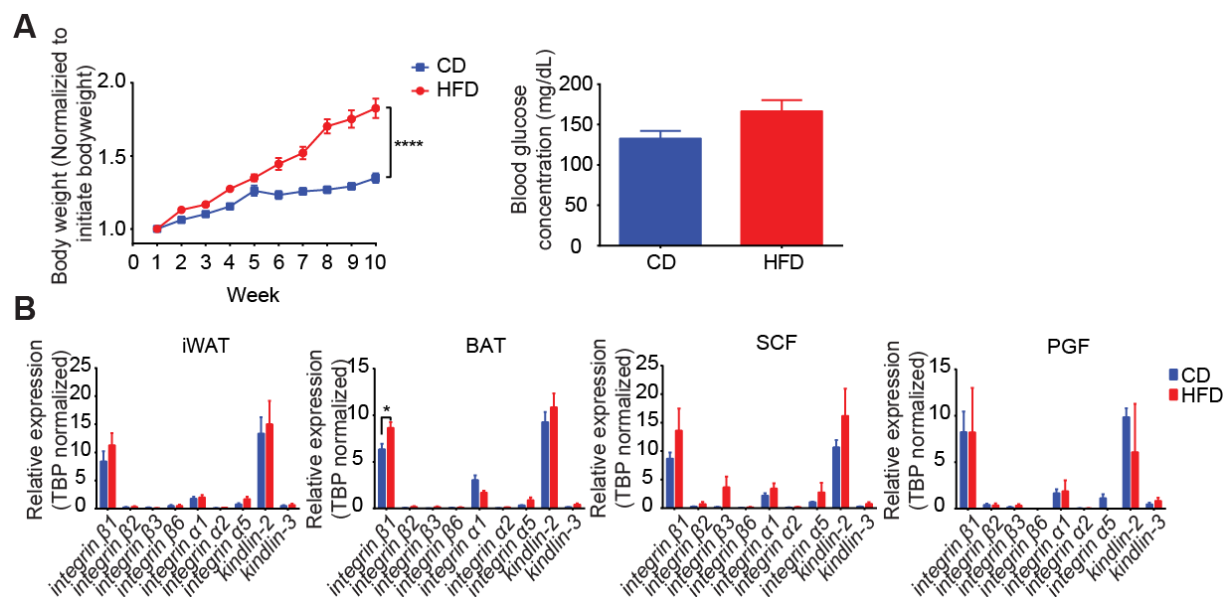 A
Body weight (Normalizied to
initiate bodyweight)
2.0
1.5
1.0
0 1 2 3 4 5 6 7 8 9 10
Week
CD
HFD
****
Blood glucose
concentration (mg/dL)
200
150
100
50
0
CD HFD
B
iWAT
Relative expression
(TBP normalized)
25
20
15
10
5
0
integrin β1
integrin β2
integrin β3
integrin β6
integrin α1
integrin α2
integrin α5
kindlin-2
kindlin-3
BAT
Relative expression
(TBP normalized)
15
10
5
0
*
integrin β1
integrin β2
integrin β3
integrin β6
integrin α1
integrin α2
integrin α5
kindlin-2
kindlin-3
SCF
Relative expression
(TBP normalized)
25
20
15
10
5
0
integrin β1
integrin β2
integrin β3
integrin β6
integrin α1
integrin α2
integrin α5
kindlin-2
kindlin-3
PGF
Relative expression
(TBP normalized)
15
10
5
0
integrin β1
integrin β2
integrin β3
integrin β6
integrin α1
integrin α2
integrin α5
kindlin-2
kindlin-3
CD
HFD